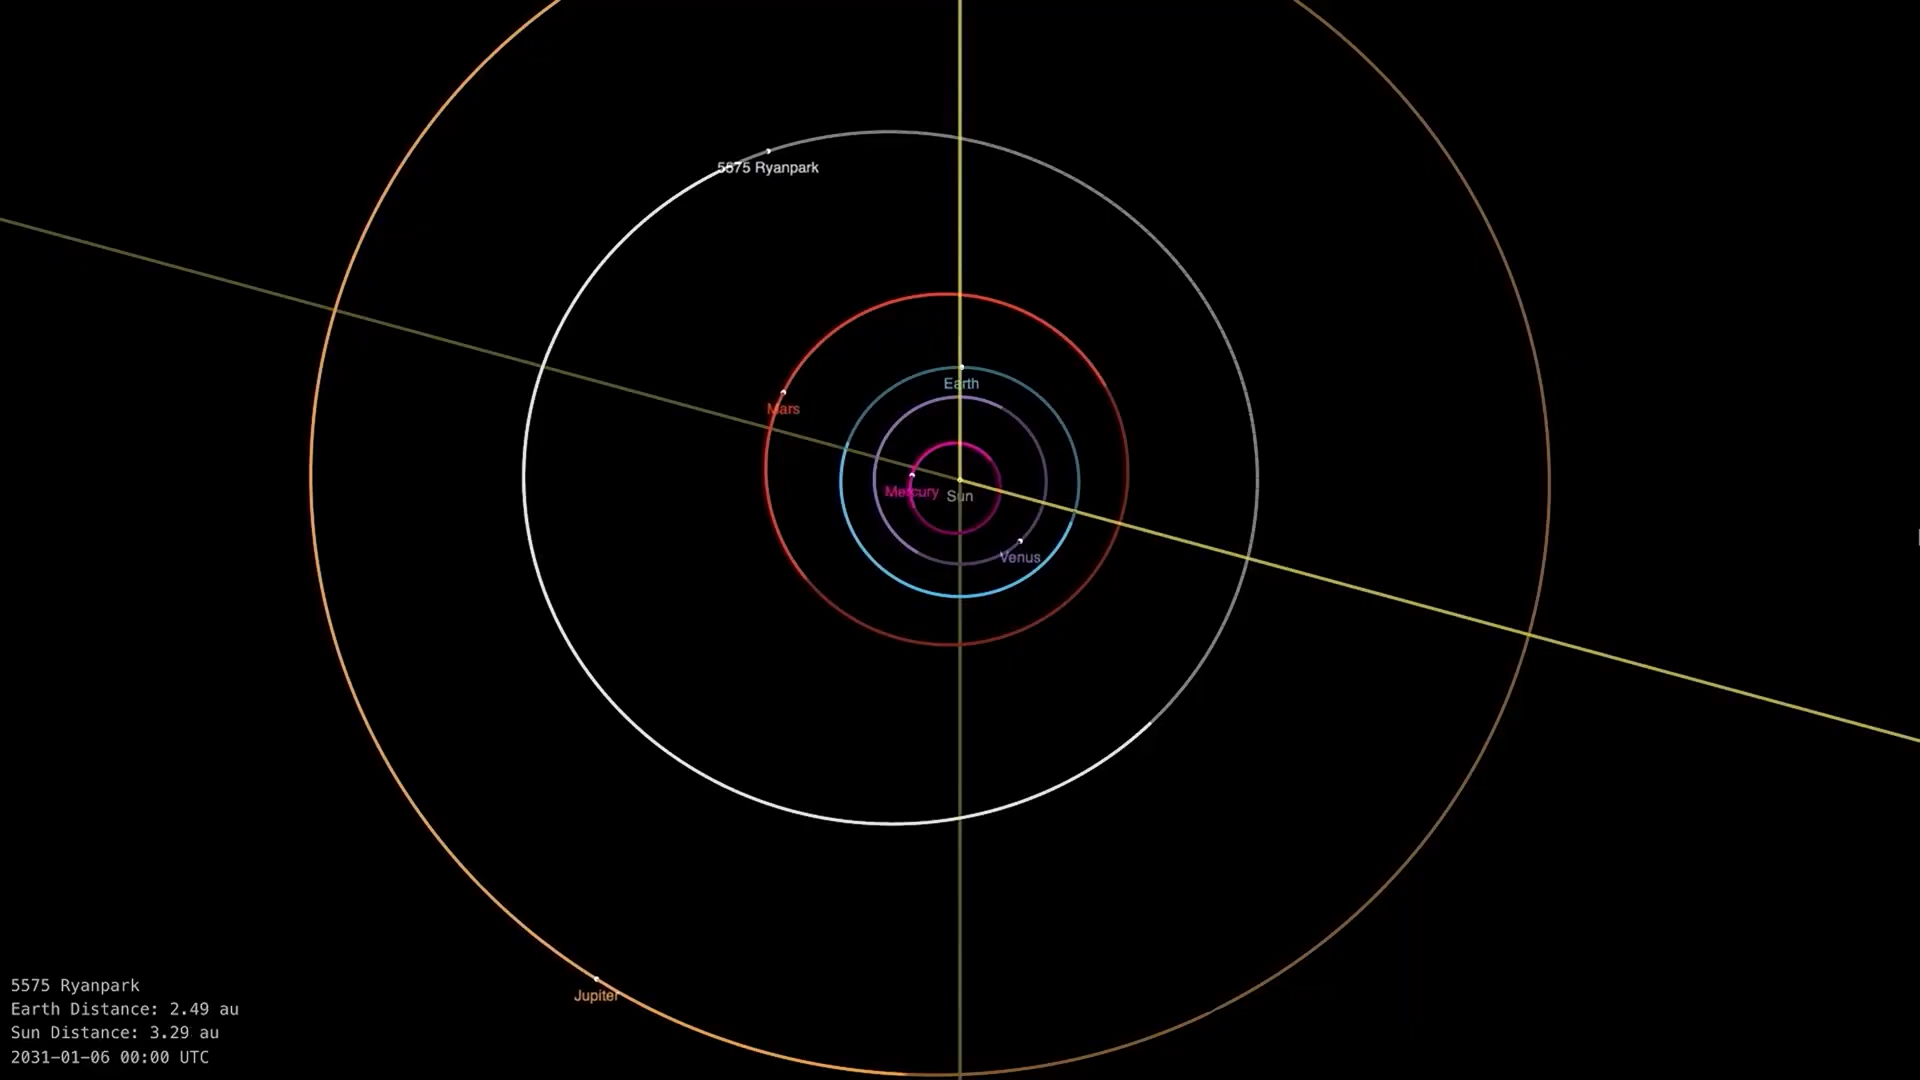 5575 Ryanpark
Earth
Mars
Mercury
Sun
Venus
Jupiter
5575 Ryanpark
Earth Distance: 2.49 au
Sun Distance: 3.29 au
2031-01-06 00:00 UTC